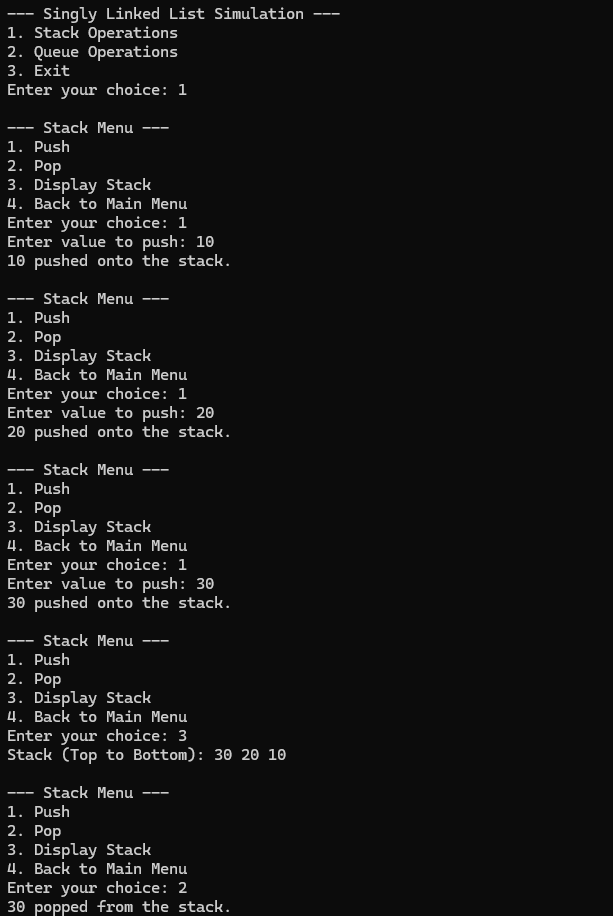 --- Singly Linked List Simulation ---
1. Stack Operations
2. Queue Operations
3. Exit
Enter your choice: 1

--- Stack Menu ---
1. Push
2. Pop
3. Display Stack
4. Back to Main Menu
Enter your choice: 1
Enter value to push: 10
10 pushed onto the stack.

--- Stack Menu ---
1. Push
2. Pop
3. Display Stack
4. Back to Main Menu
Enter your choice: 1
Enter value to push: 20
20 pushed onto the stack.

--- Stack Menu ---
1. Push
2. Pop
3. Display Stack
4. Back to Main Menu
Enter your choice: 1
Enter value to push: 30
30 pushed onto the stack.

--- Stack Menu ---
1. Push
2. Pop
3. Display Stack
4. Back to Main Menu
Enter your choice: 3
Stack (Top to Bottom): 30 20 10

--- Stack Menu ---
1. Push
2. Pop
3. Display Stack
4. Back to Main Menu
Enter your choice: 2
30 popped from the stack.